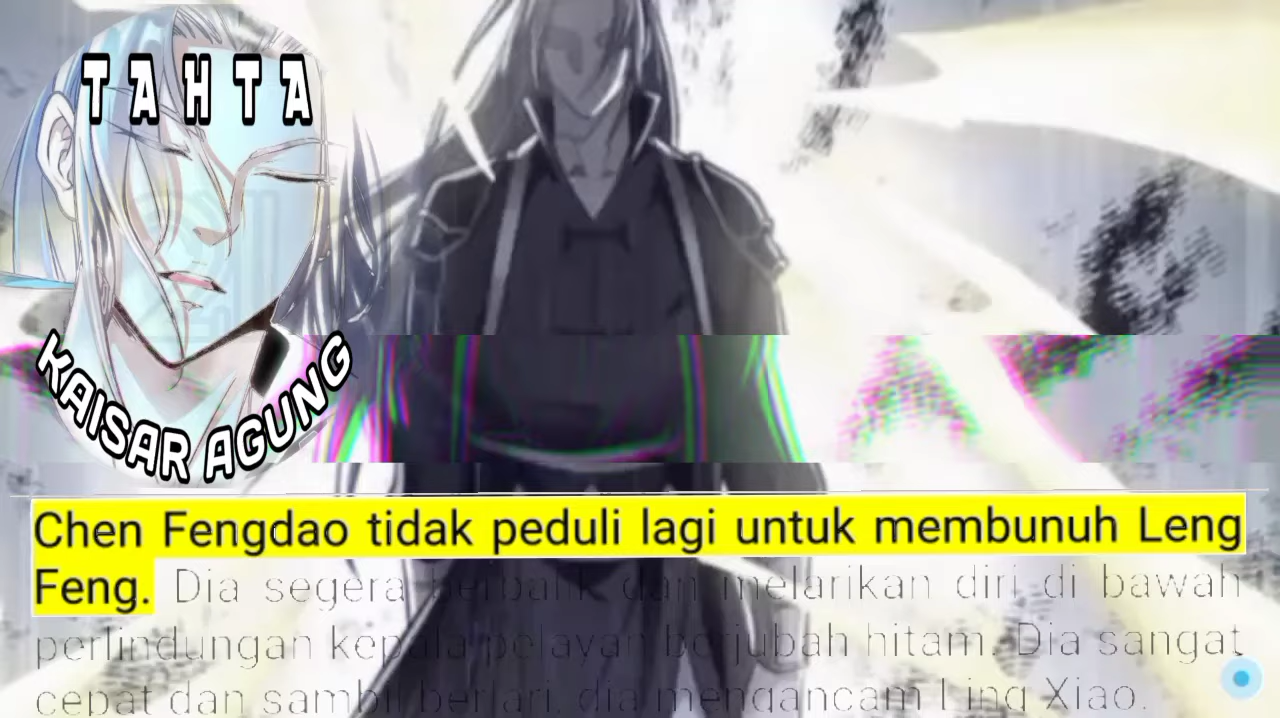 TAHTA
KAISAR AGUNG
Chen Fengdao tidak peduli lagi untuk membunuh Leng
Feng. Dia segera berbalik dan melarikan diri di bawah
perlindungan kepala pelayan berjubah hitam. Dia sangat
cepat dan sambil berlari, dia mengancam Ling Xiao.